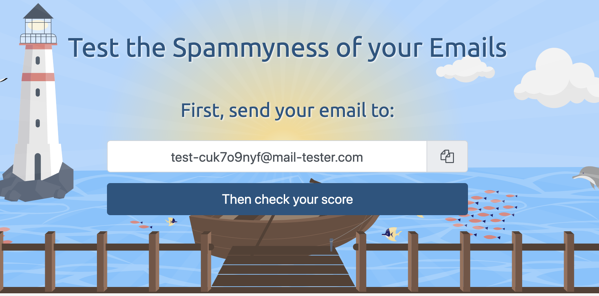 Test the Spammyness of your Emails
First, send your email to:
test-cuk7o9nyf@mail-tester.com
Then check your score